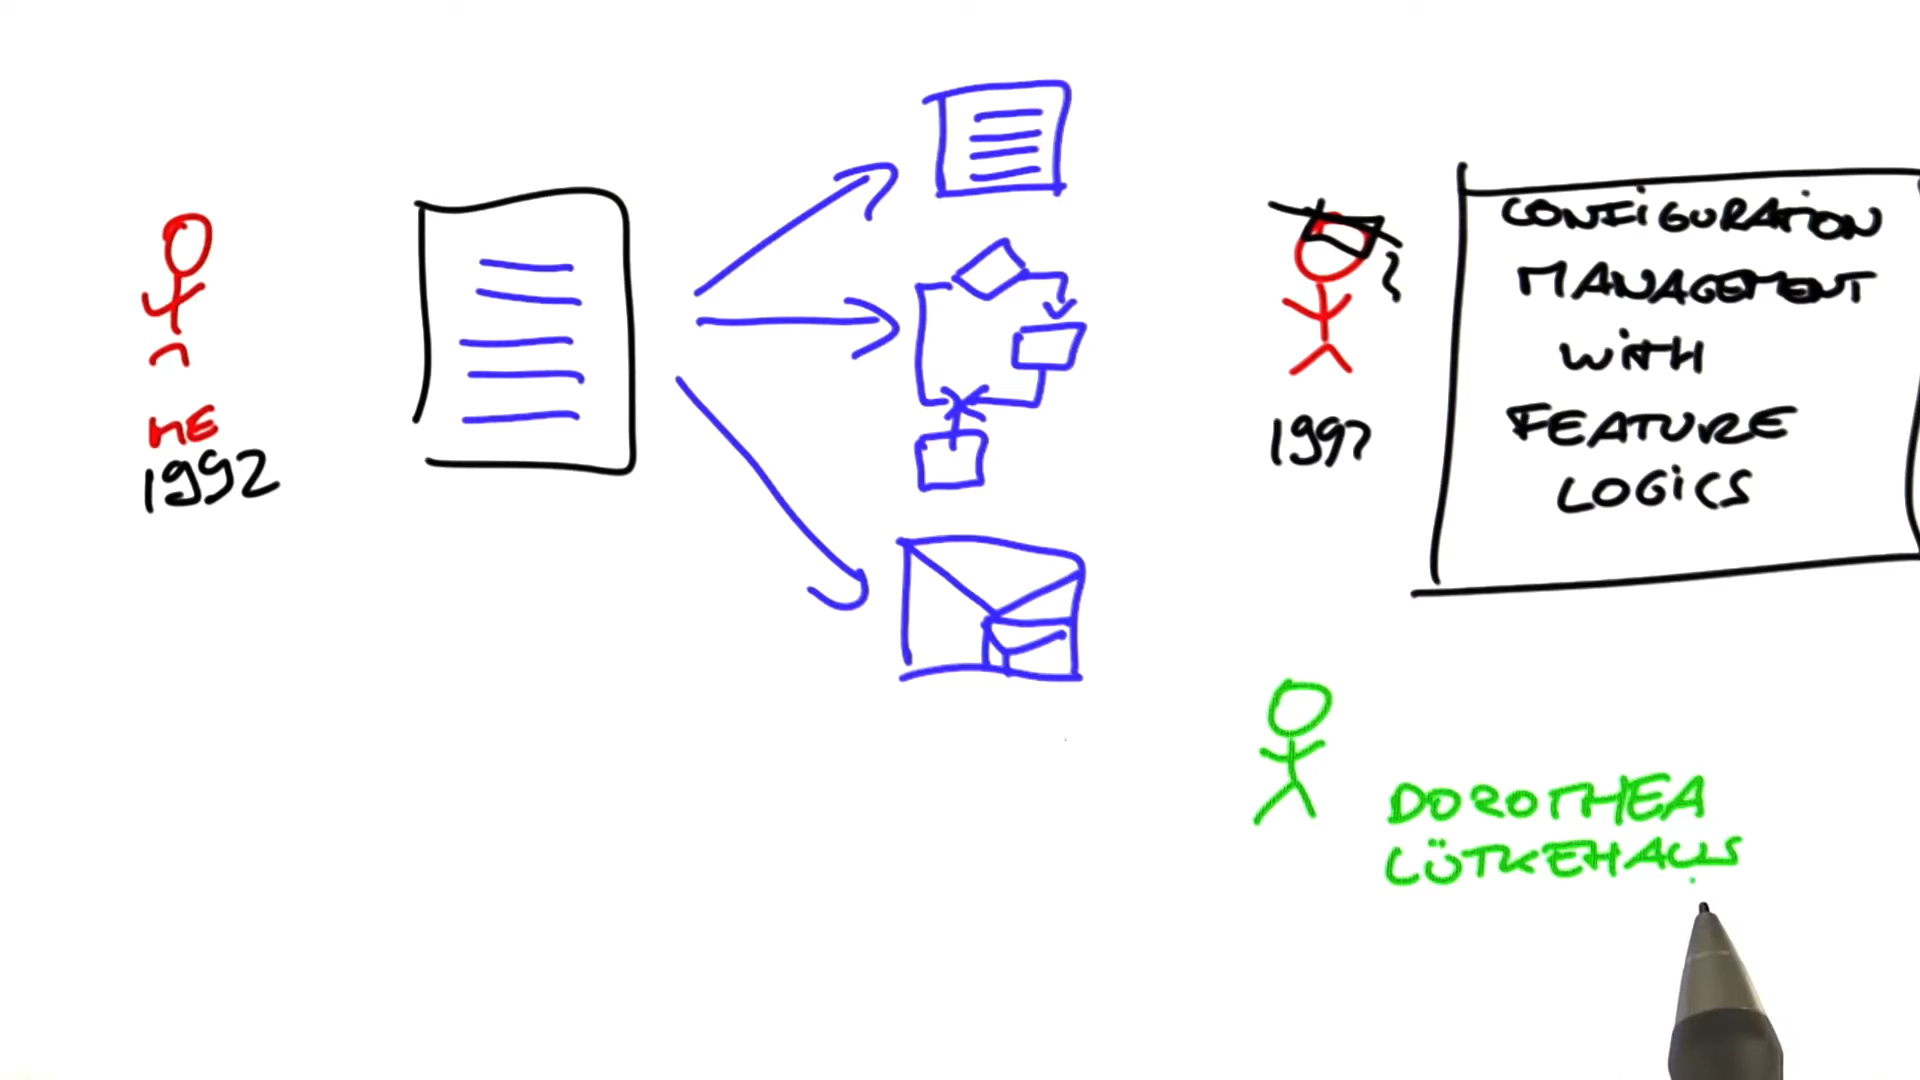 ME
1992
1997
CONFiGURATiON
MANAGEMENT
WiTH
FEATURE
LOGiCS
DOROTHEA
LÜTKEHAUS